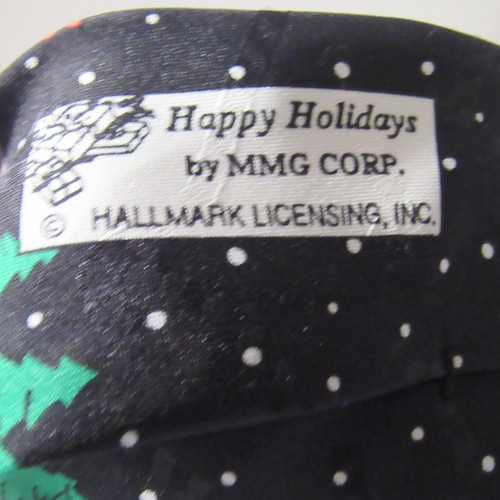 Happy Holidays
by MMG CORP.
© HALLMARK LICENSING, INC.